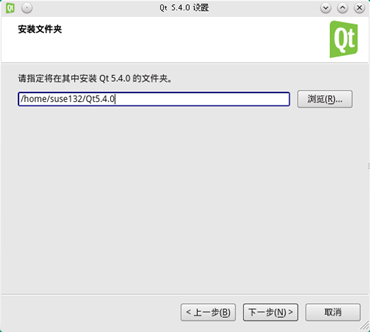 Qt 5.4.0 设置
安装文件夹
Qt
请指定将在其中安装 Qt 5.4.0 的文件夹。
/home/suse132/Qt5.4.0
浏览(R)...
< 上一步(B)
下一步(N) >
取消